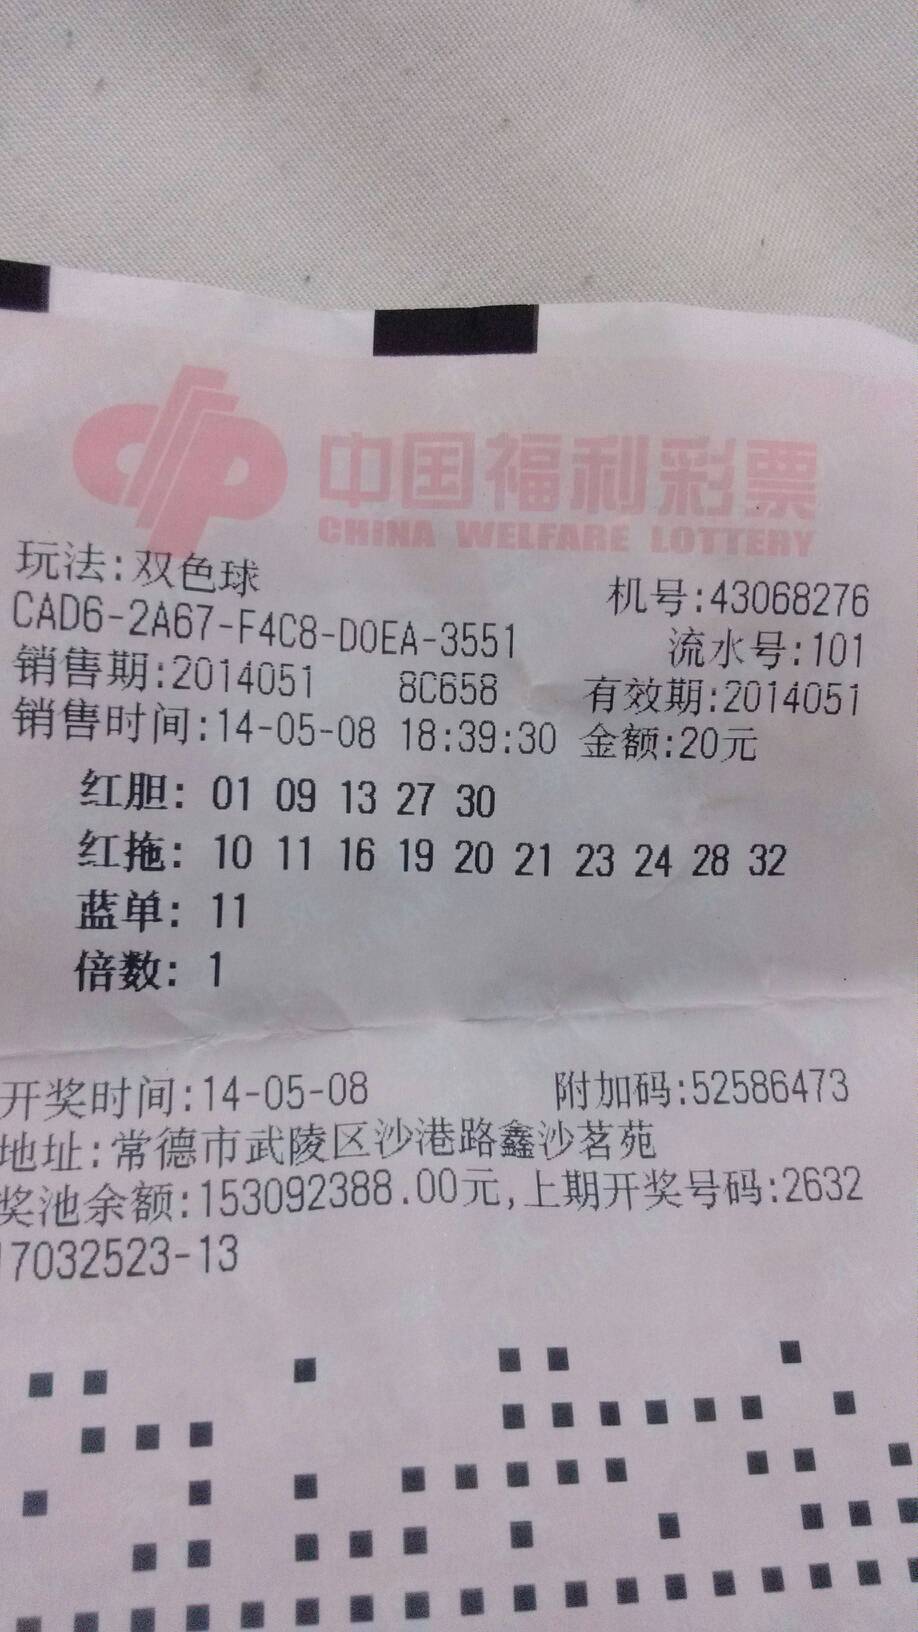 中国福利彩票
CHINA WELFARE LOTTERY
玩法:双色球 机号:43068276
CAD6-2A67-F4C8-D0EA-3551 流水号:101
销售期:2014051 8C658 有效期:2014051
销售时间:14-05-08 18:39:30 金额:20元
红胆: 01 09 13 27 30
红拖: 10 11 16 19 20 21 23 24 28 32
蓝单: 11
倍数: 1
开奖时间:14-05-08 附加码:52586473
地址:常德市武陵区沙港路鑫沙茗苑
奖池余额:153092388.00元,上期开奖号码:2632
17032523-13